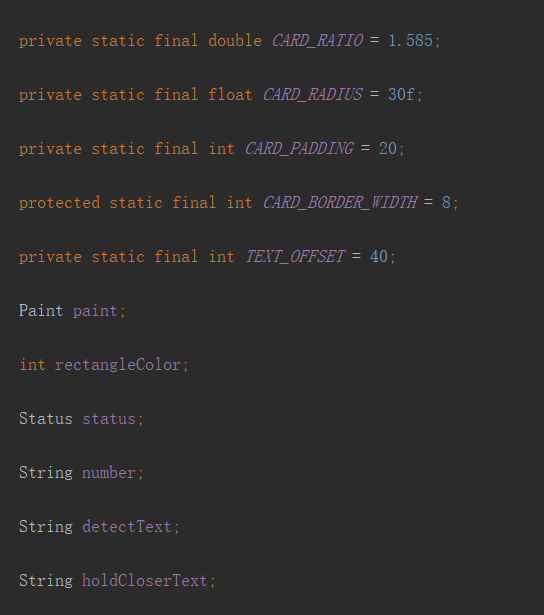 private static final double CARD_RATIO = 1.585;
private static final float CARD_RADIUS = 30f;
private static final int CARD_PADDING = 20;
protected static final int CARD_BORDER_WIDTH = 8;
private static final int TEXT_OFFSET = 40;
Paint paint;
int rectangleColor;
Status status;
String number;
String detectText;
String holdCloserText;